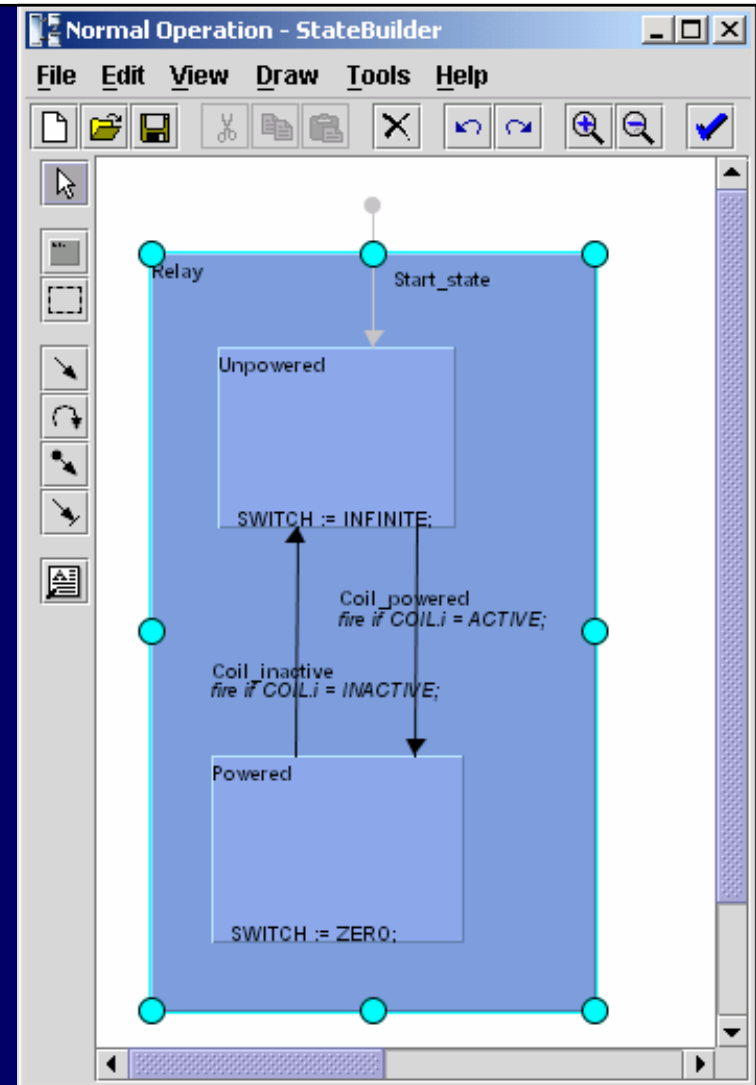 Normal Operation - StateBuilder
File Edit View Draw Tools Help
Relay
Start_state
Unpowered
SWITCH := INFINITE;
Coil_powered
fire if COIL.i = ACTIVE;
Coil_inactive
fire if COIL.i = INACTIVE;
Powered
SWITCH := ZERO;